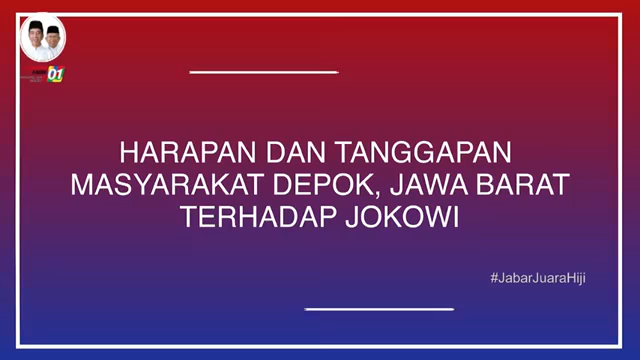 01
HARAPAN DAN TANGGAPAN
MASYARAKAT DEPOK, JAWA BARAT
TERHADAP JOKOWI
#JabarJuaraHiji